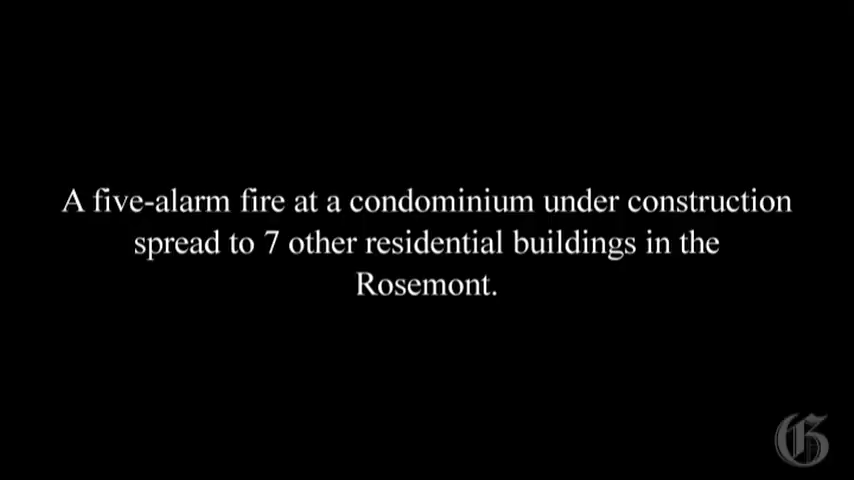 A five-alarm fire at a condominium under construction
spread to 7 other residential buildings in the
Rosemont.
G